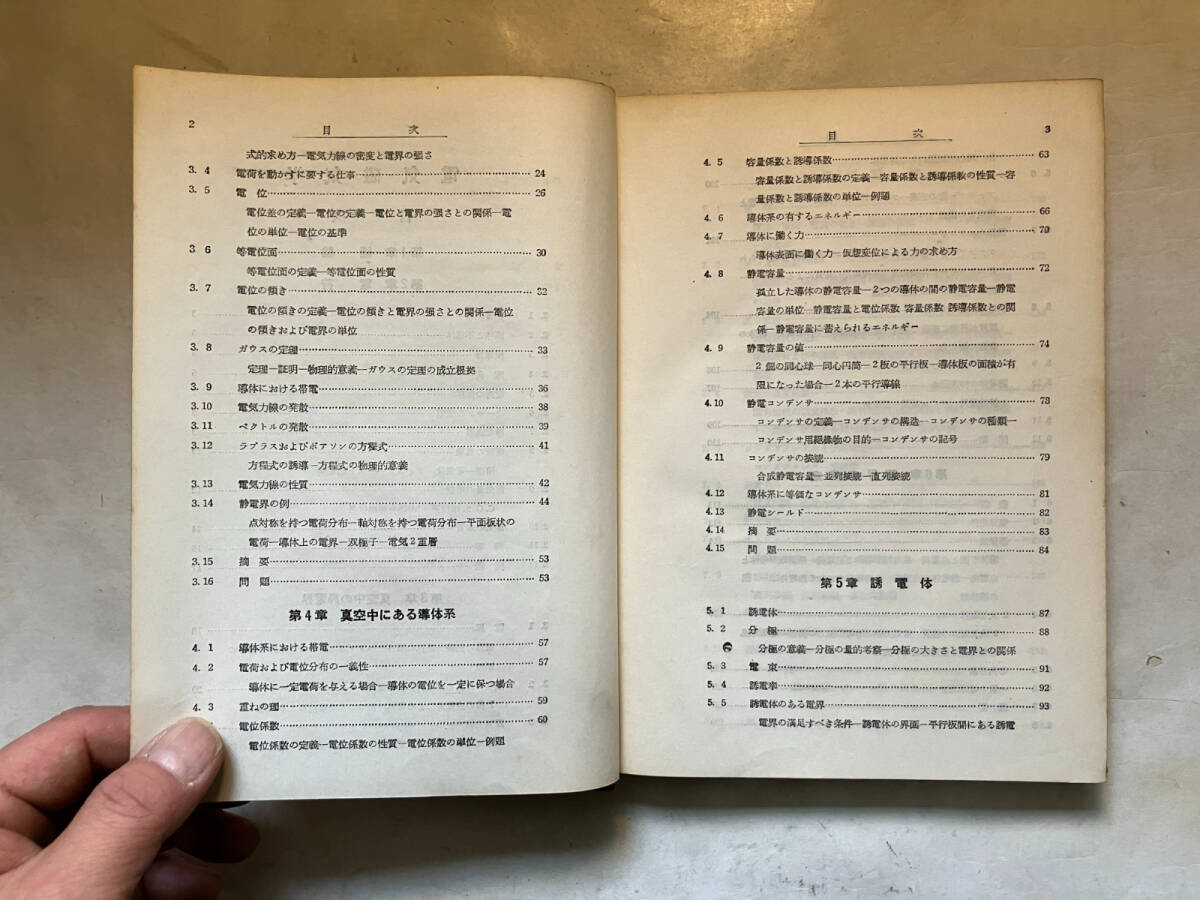 2
目 次
式的求め方―電気力線の密度と電界の強さ
3. 4 電荷を動かすに要する仕事 24
3. 5 電 位 26
電位差の定義―電位の定義―電位と電界の強さとの関係―電
位の単位―電位の基準
3. 6 等電位面 30
等電位面の定義―等電位面の性質
3. 7 電位の傾き 32
電位の傾きの定義―電位の傾きと電界の強さとの関係―電位
の傾きおよび電界の単位
3. 8 ガウスの定理 33
定理―証明―物理的意義―ガウスの定理の成立根拠
3. 9 導体における帯電 36
3.10 電気力線の発散 38
3.11 ベクトルの発散 39
3.12 ラプラスおよびポアソンの方程式 41
方程式の誘導―方程式の物理的意義
3.13 電気力線の性質 42
3.14 静電界の例 44
点対称を持つ電荷分布―軸対称を持つ電荷分布―平面板状の
電荷―導体上の電界―双極子―電気2重層
3.15 摘 要 53
3.16 問 題 53
第4章 真空中にある導体系
4. 1 導体系における帯電 57
4. 2 電荷および電位分布の一義性 57
導体に一定電荷を与える場合―導体の電位を一定に保つ場合
4. 3 重ねの理 59
電位係数 60
電位係数の定義―電位係数の性質―電位係数の単位―例題
目 次
3
4. 5 容量係数と誘導係数 63
容量係数と誘導係数の定義―容量係数と誘導係数の性質―容
量係数と誘導係数の単位―例題
4. 6 導体系の有するエネルギー 66
4. 7 導体に働く力 70
導体表面に働く力―仮想変位による力の求め方
4. 8 静電容量 72
孤立した導体の静電容量―2つの導体の間の静電容量―静電
容量の単位―静電容量と電位係数 容量係数 誘導係数との関
係―静電容量に蓄えられるエネルギー
4. 9 静電容量の値 74
2個の同心球―同心円筒―2板の平行板―導体板の面積が有
限になった場合―2本の平行導線
4.10 静電コンデンサ 78
コンデンサの定義―コンデンサの構造―コンデンサの種類―
コンデンサ用絶縁物の目的―コンデンサの記号
4.11 コンデンサの接続 79
合成静電容量―並列接続―直列接続
4.12 導体系に等価なコンデンサ 81
4.13 静電シールド 82
4.14 摘 要 83
4.15 問 題 84
第5章 誘 電 体
5. 1 誘電体 87
5. 2 分 極 88
分極の意義―分極の量的考察―分極の大きさと電界との関係
5. 3 電 束 91
5. 4 誘電率 92
5. 5 誘電体のある電界 93
電界の満足すべき条件―誘電体の界面―平行板間にある誘電